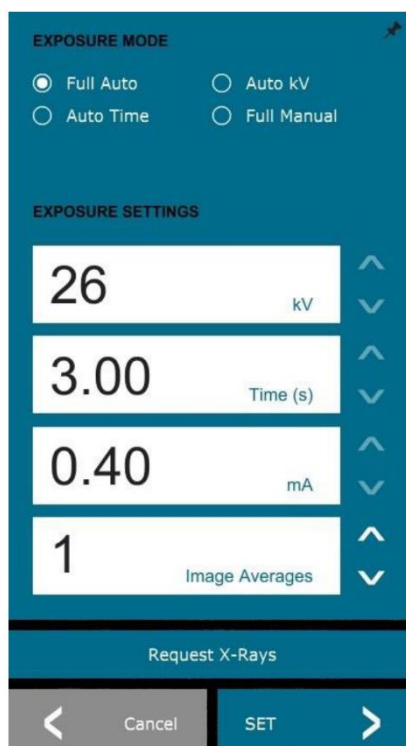 EXPOSURE MODE
Full Auto
Auto kV
Auto Time
Full Manual
EXPOSURE SETTINGS
26
kV
3.00
Time (s)
0.40
mA
1
Image Averages
Request X-Rays
Cancel
SET